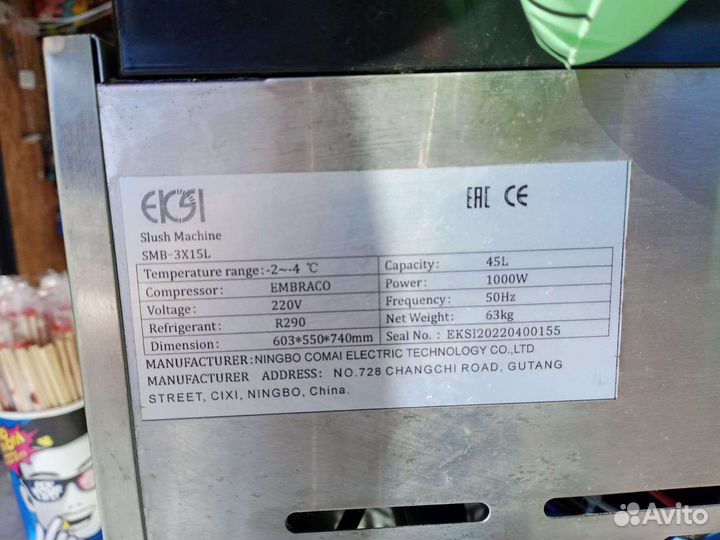 EKSI
EAC CE
Slush Machine
SMB-3X15L
Temperature range: -2~-4 ℃
Capacity: 45L
Compressor: EMBRACO
Power: 1000W
Voltage: 220V
Frequency: 50Hz
Refrigerant: R290
Net Weight: 63kg
Dimension: 603*550*740mm
Seal No.: EKSI20220400155
MANUFACTURER:NINGBO COMAI ELECTRIC TECHNOLOGY CO.,LTD
MANUFACTURER ADDRESS: NO.728 CHANGCHI ROAD, GUTANG
STREET, CIXI, NINGBO, China.
Avito